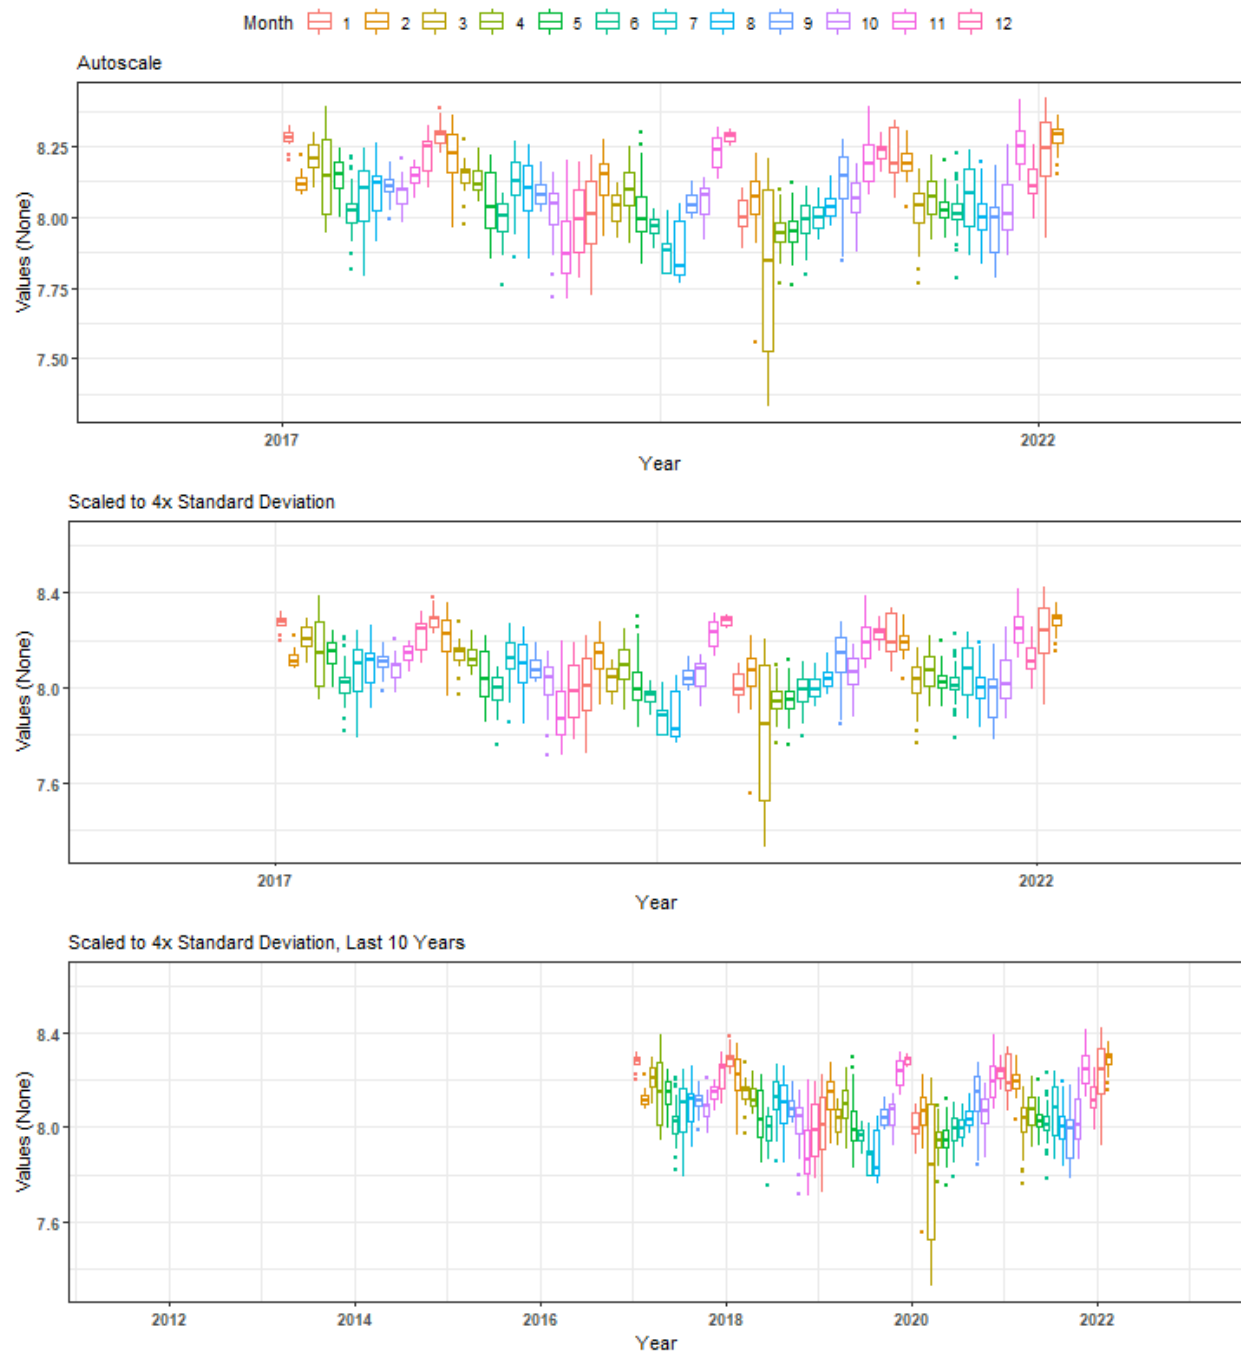 Month 1 2 3 4 5 6 7 8 9 10 11 12
Autoscale
Values (None)
8.25
8.00
7.75
7.50
2017 2022
Year
Scaled to 4x Standard Deviation
Values (None)
8.4
8.0
7.6
2017 2022
Year
Scaled to 4x Standard Deviation, Last 10 Years
Values (None)
8.4
8.0
7.6
2012 2014 2016 2018 2020 2022
Year